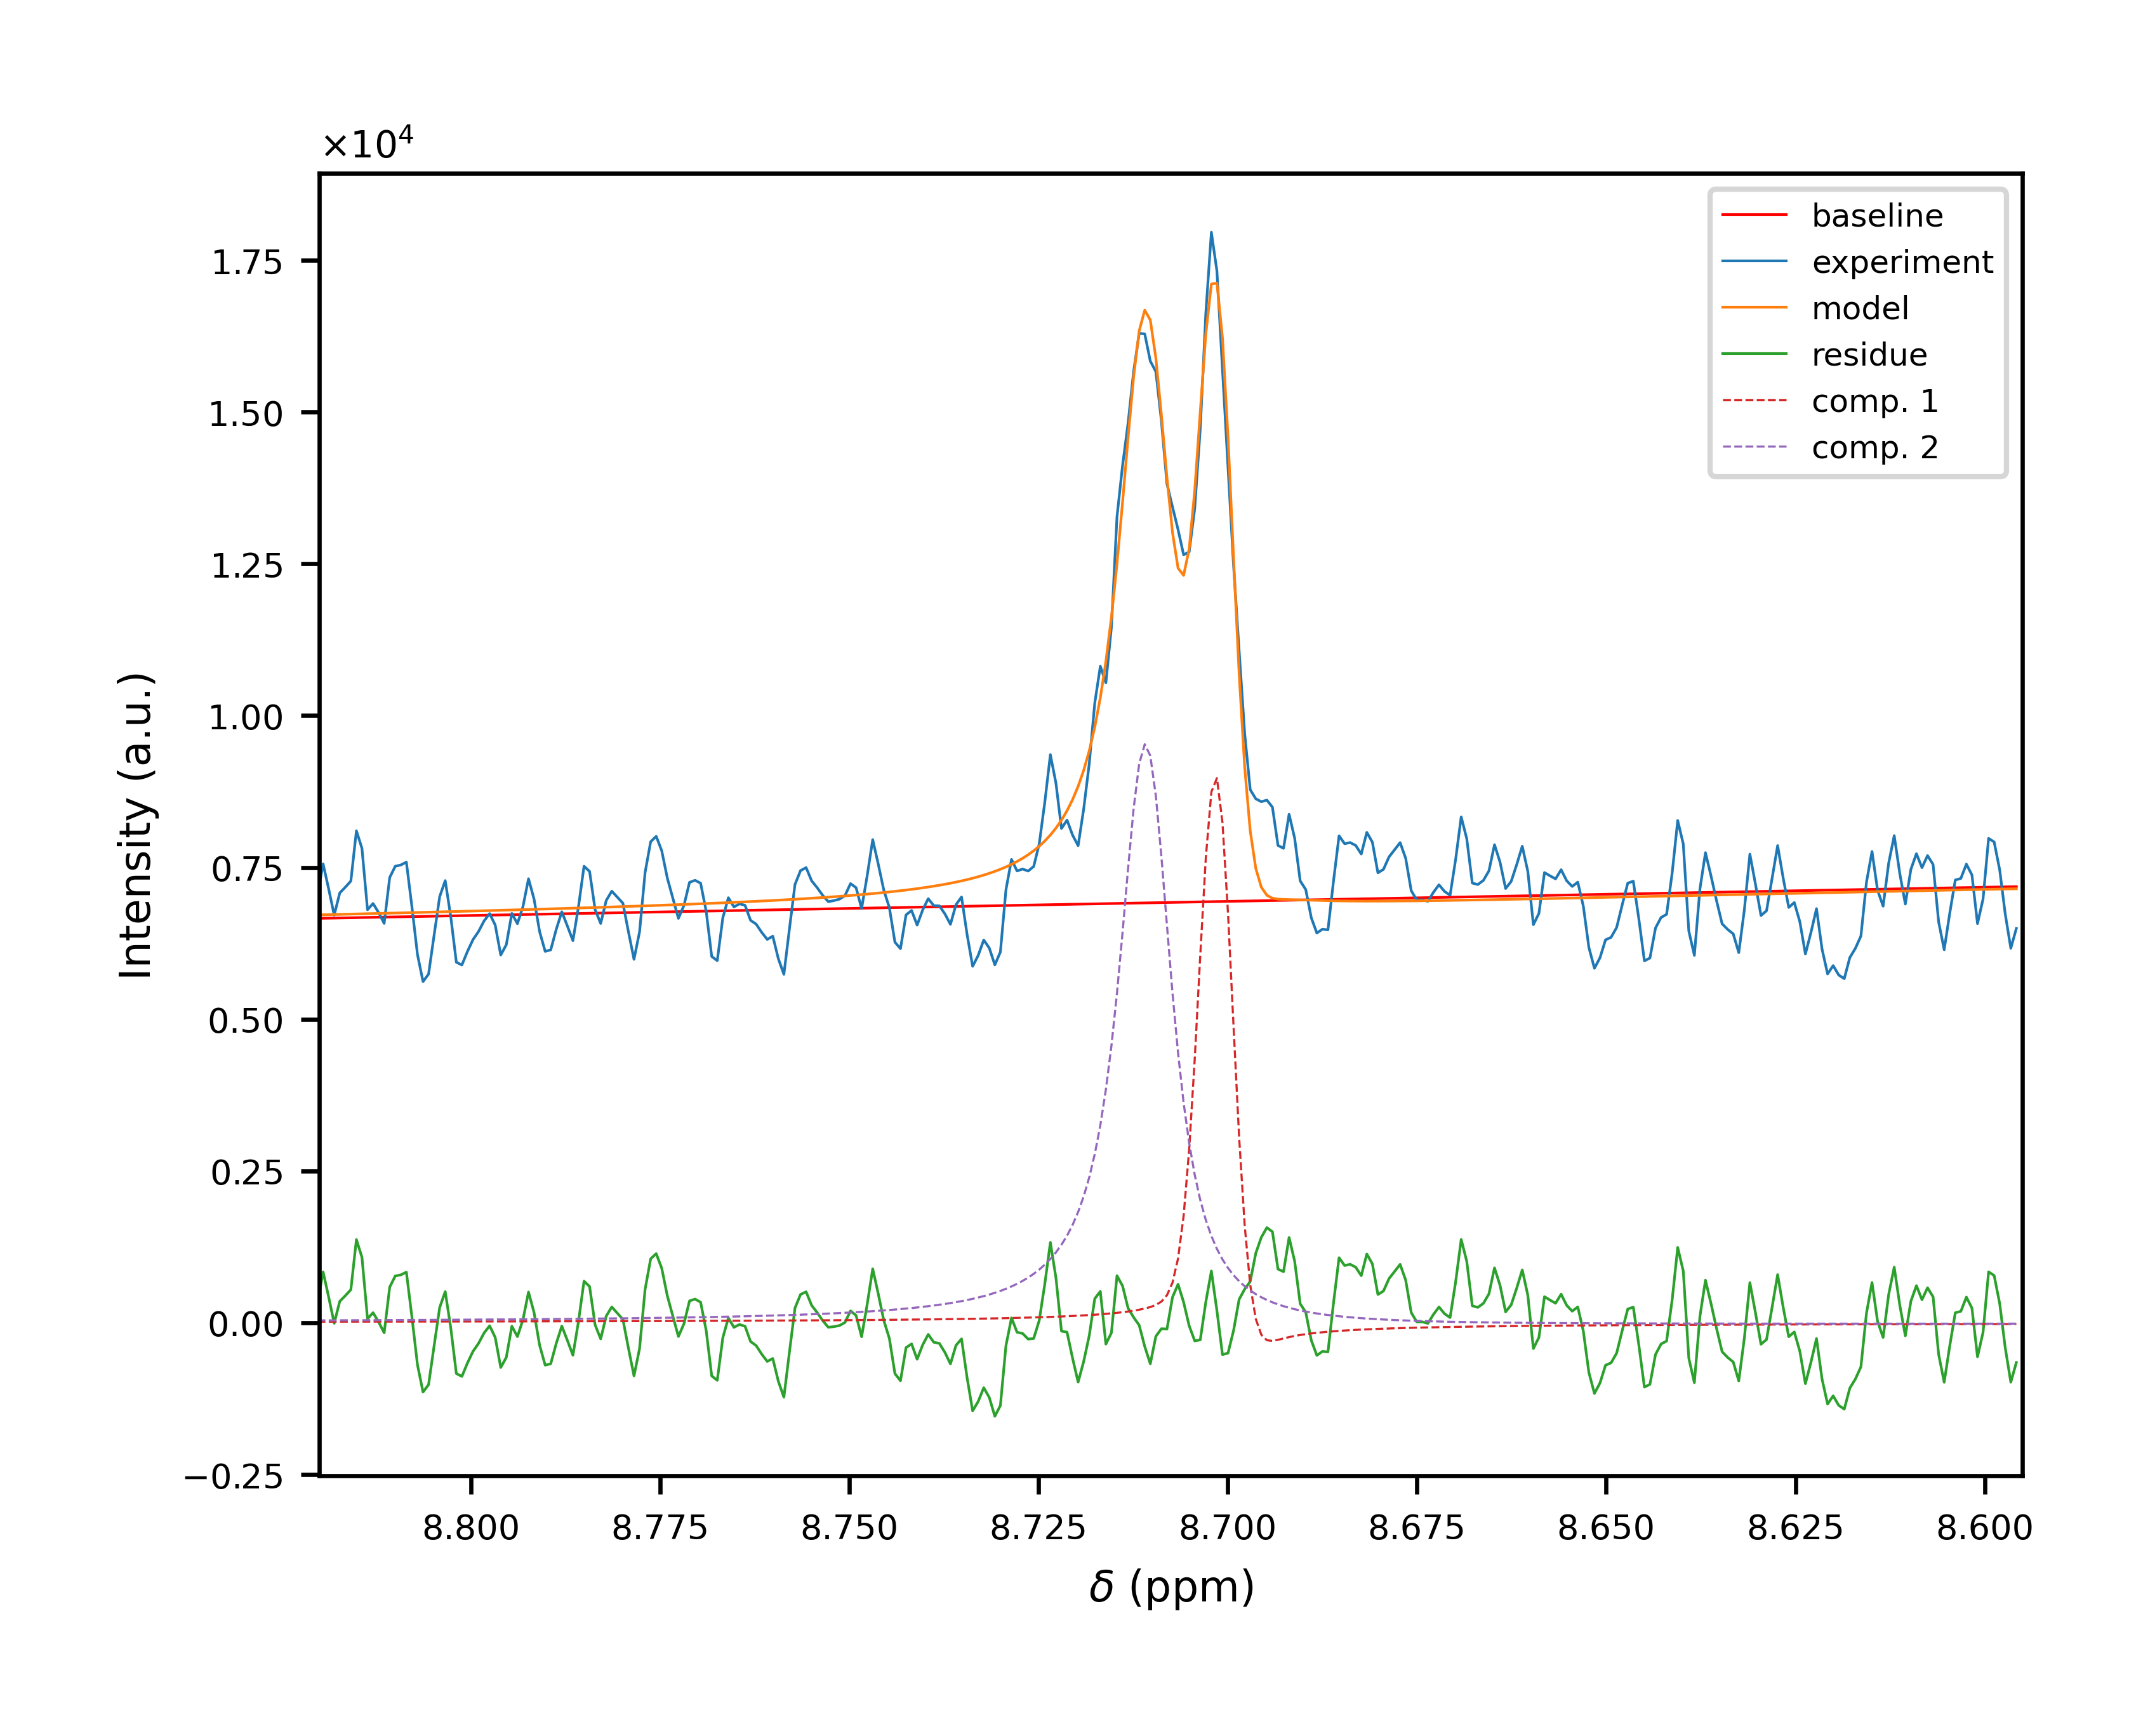 ×10⁴
1.75
1.50
1.25
1.00
0.75
0.50
0.25
0.00
−0.25
Intensity (a.u.)
8.800 8.775 8.750 8.725 8.700 8.675 8.650 8.625 8.600
δ (ppm)
baseline
experiment
model
residue
comp. 1
comp. 2